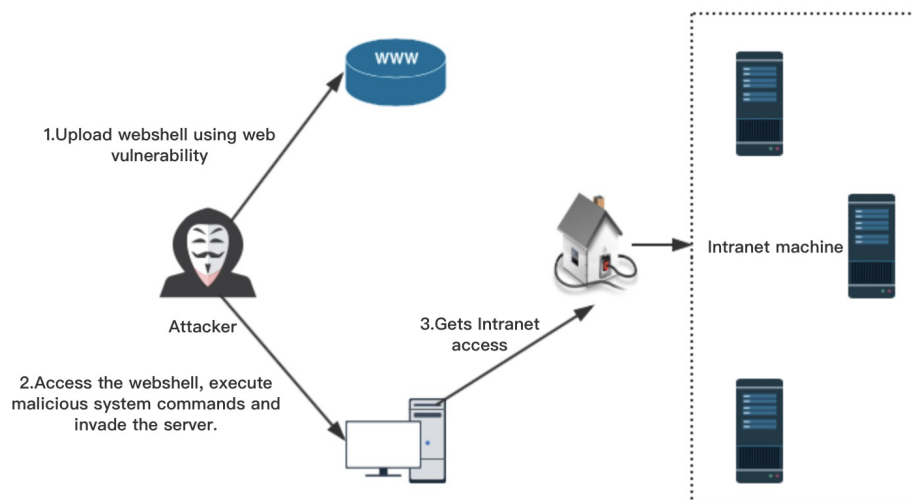 WWW
1.Upload webshell using web
vulnerability
Attacker
2.Access the webshell, execute
malicious system commands and
invade the server.
3.Gets Intranet
access
Intranet machine